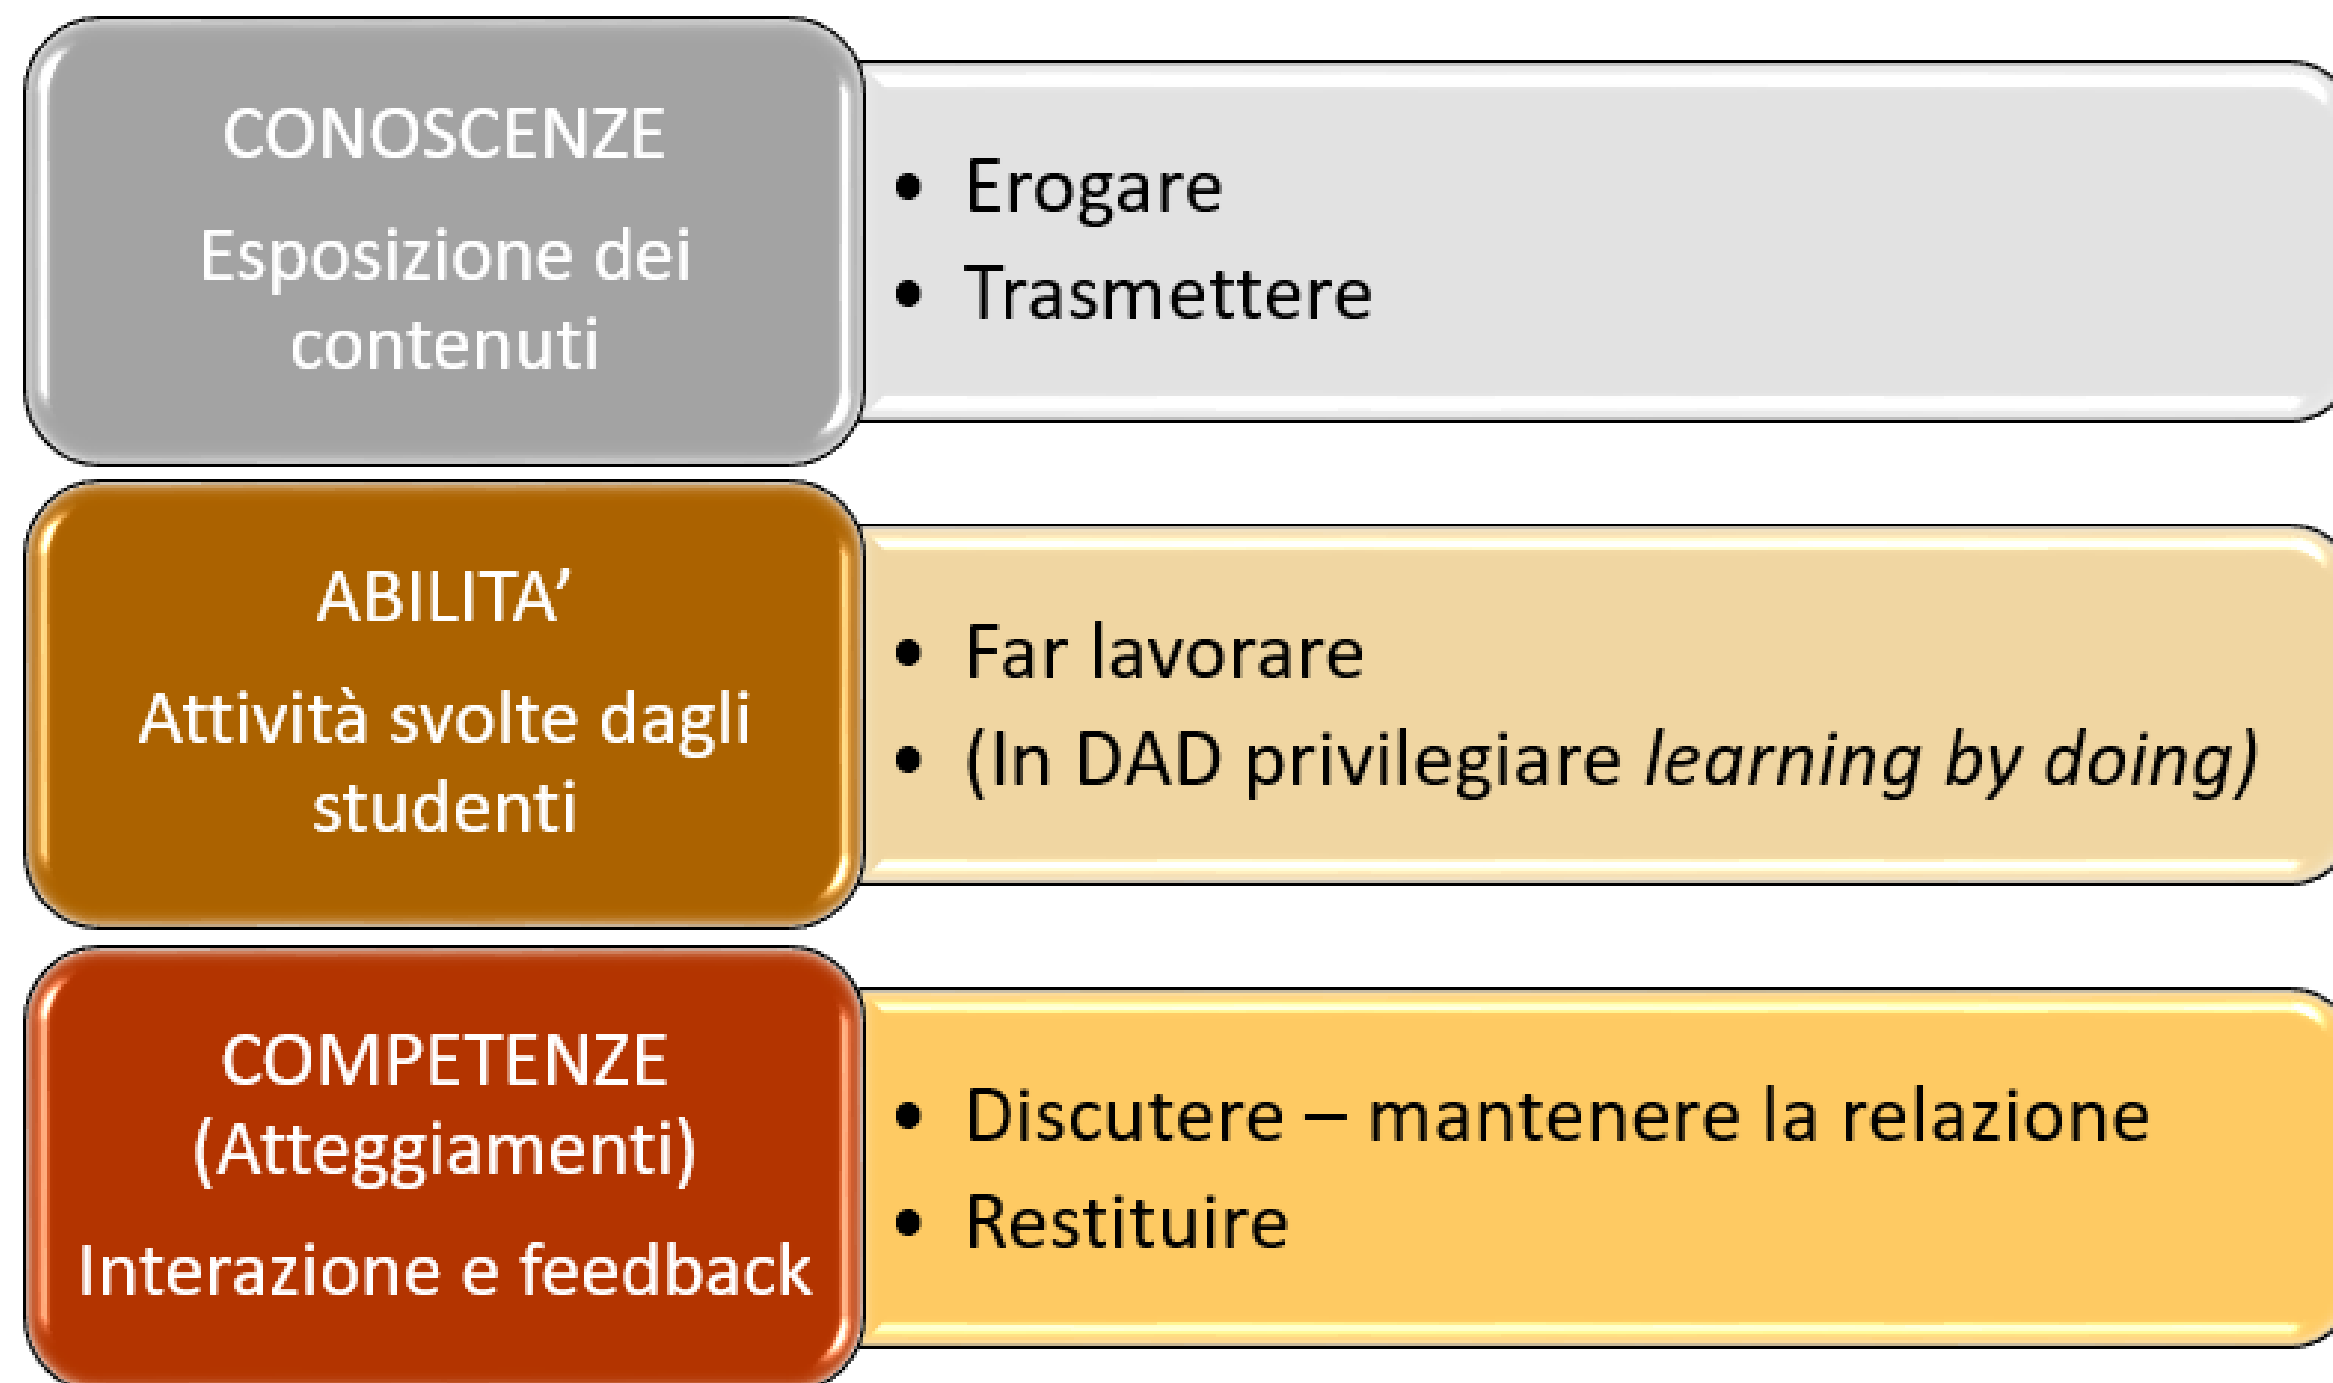 CONOSCENZE
Esposizione dei
contenuti
• Erogare
• Trasmettere
ABILITA’
Attività svolte dagli
studenti
• Far lavorare
• (In DAD privilegiare learning by doing)
COMPETENZE
(Atteggiamenti)
Interazione e feedback
• Discutere – mantenere la relazione
• Restituire